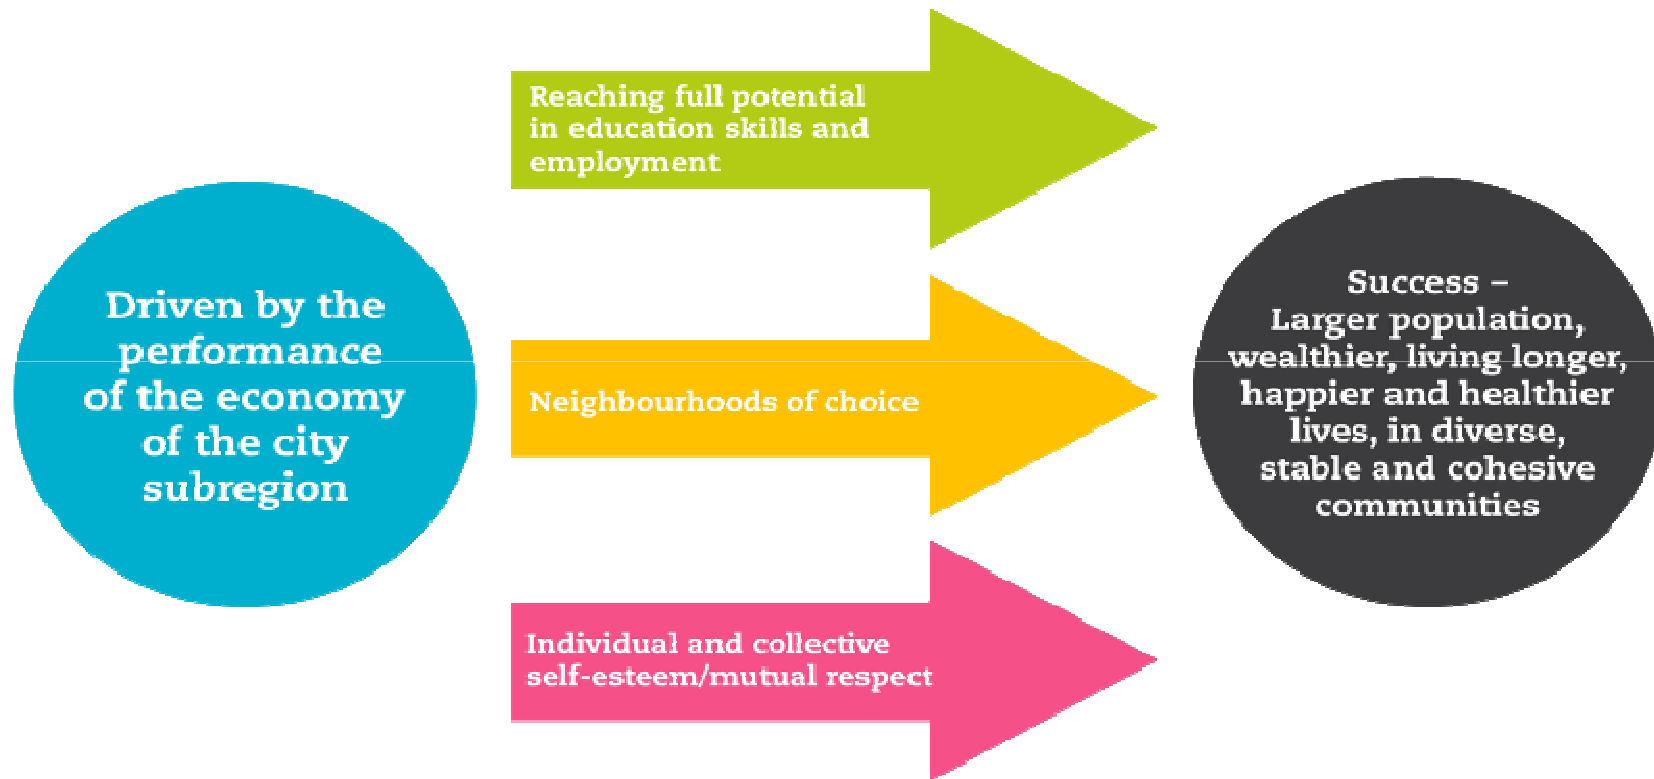 Driven by the
performance
of the economy
of the city
subregion
Reaching full potential
in education skills and
employment
Neighbourhoods of choice
Individual and collective
self-esteem/mutual respect
Success –
Larger population,
wealthier, living longer,
happier and healthier
lives, in diverse,
stable and cohesive
communities